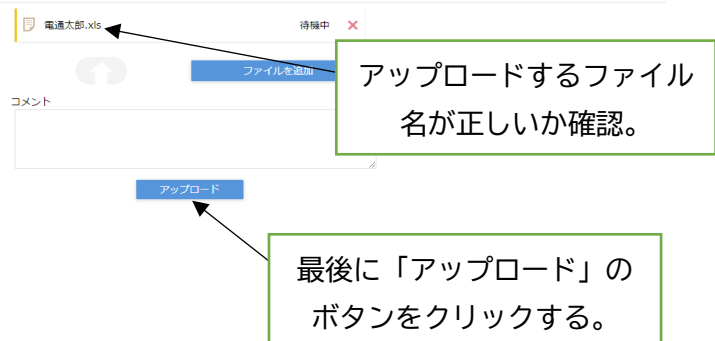 電通太郎.xls 待機中
ファイルを追加
アップロードするファイル
名が正しいか確認。
コメント
アップロード
最後に「アップロード」の
ボタンをクリックする。